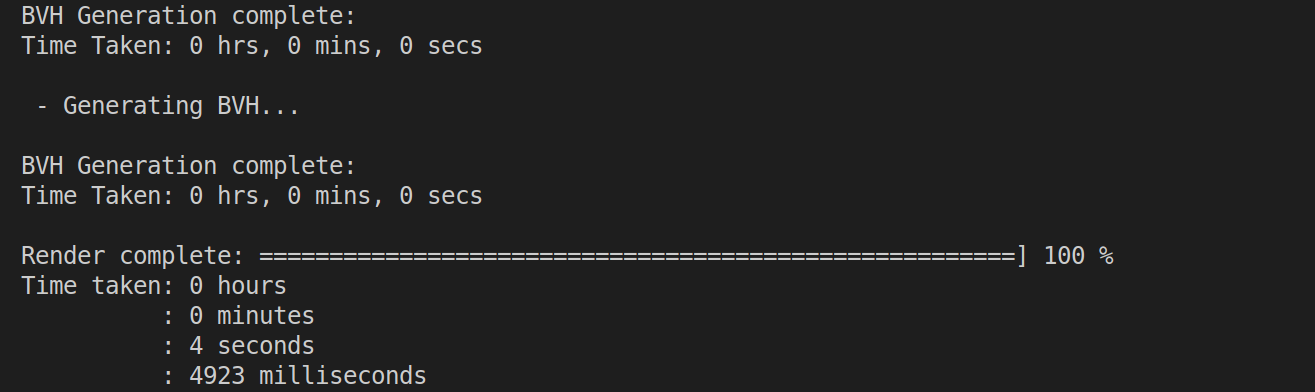 BVH Generation complete:
Time Taken: 0 hrs, 0 mins, 0 secs
- Generating BVH...
BVH Generation complete:
Time Taken: 0 hrs, 0 mins, 0 secs
Render complete: ======================================================] 100 %
Time taken: 0 hours
: 0 minutes
: 4 seconds
: 4923 milliseconds